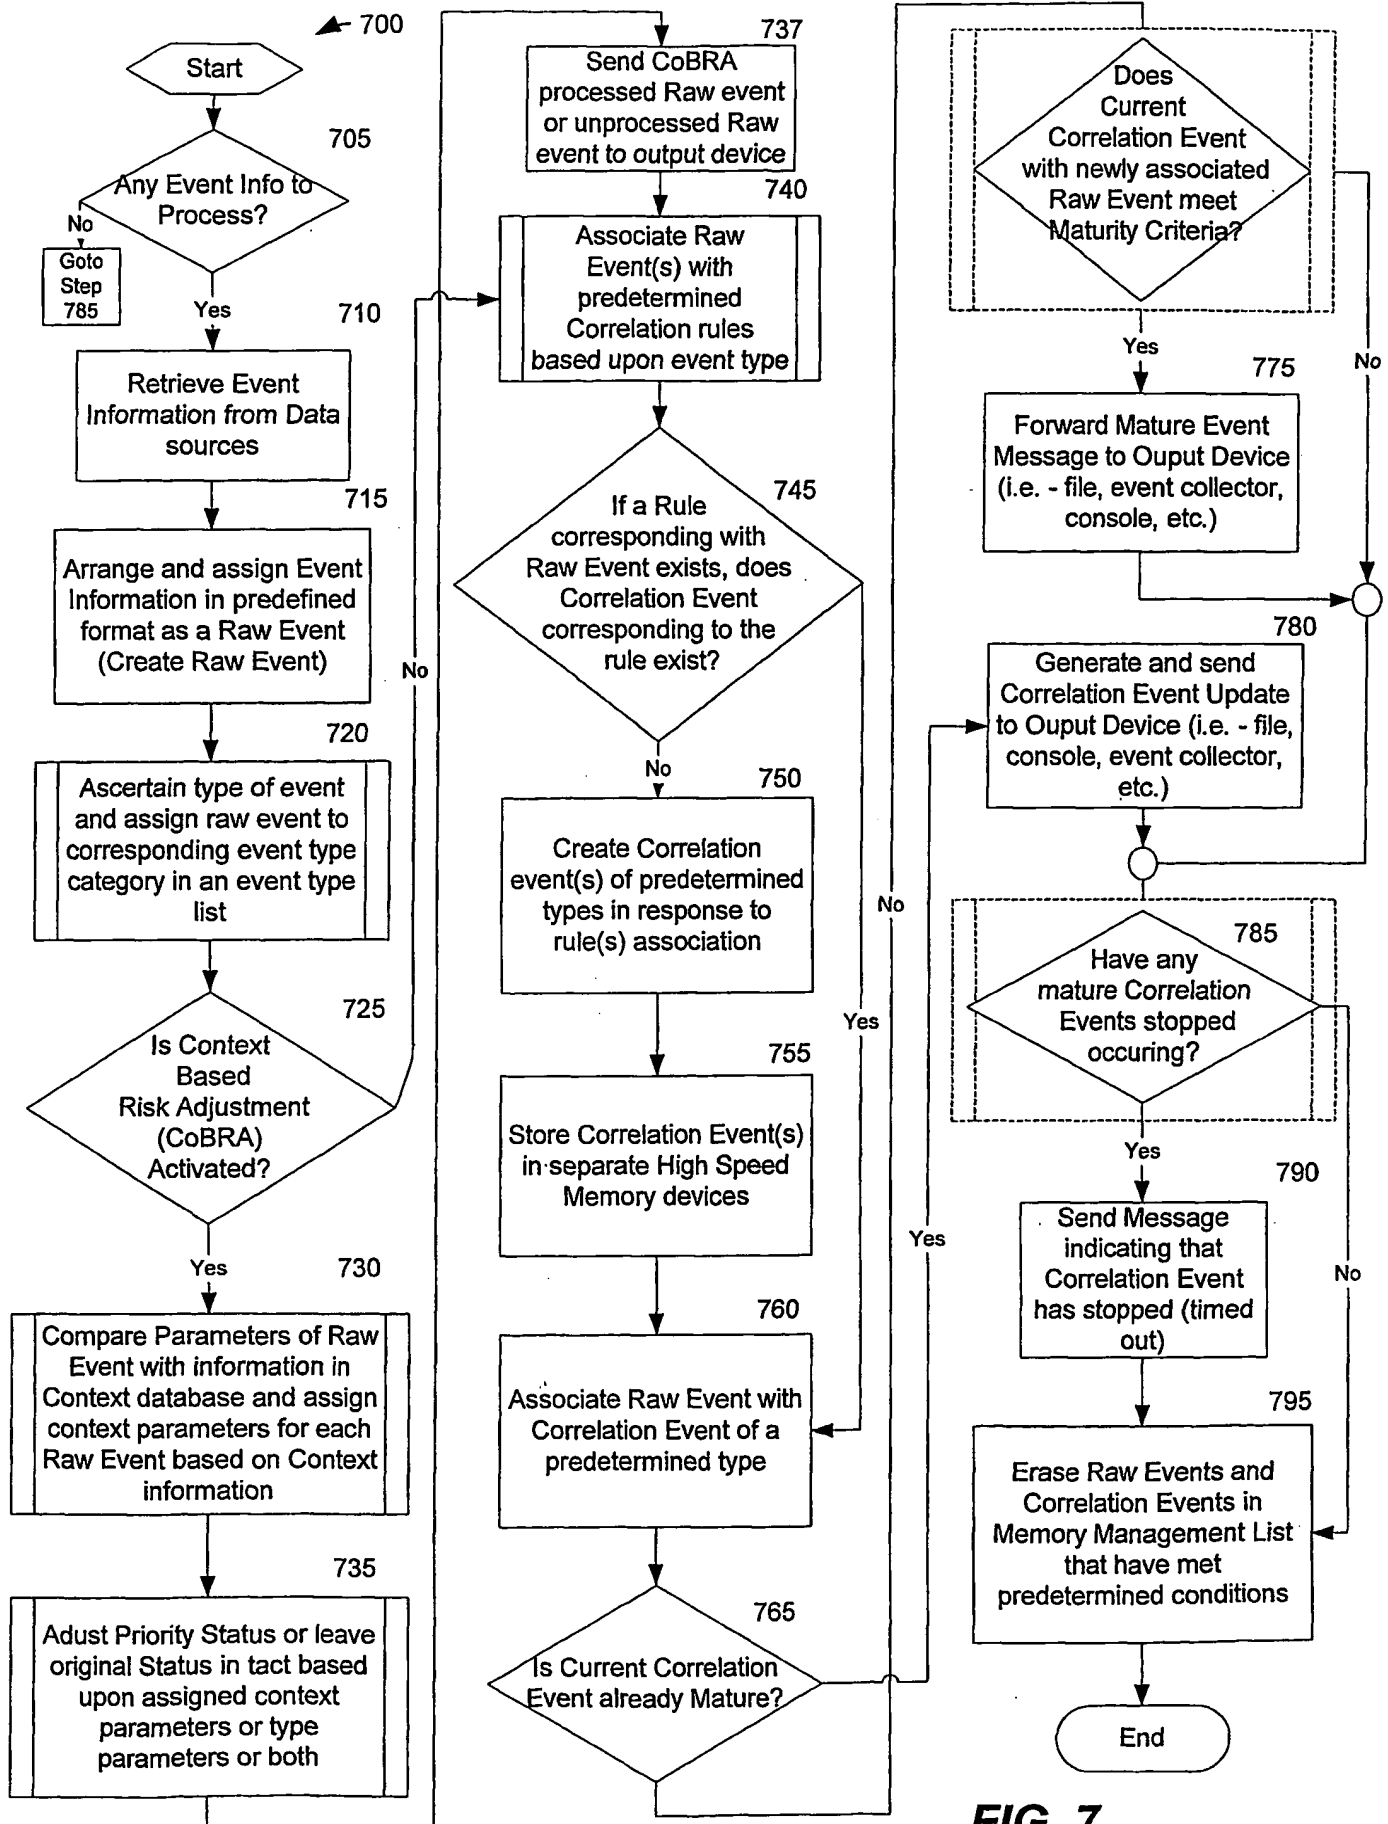 700
Start
705
Any Event Info to
Process?
No
Goto
Step
785
Yes
710
Retrieve Event
Information from Data
sources
715
Arrange and assign Event
Information in predefined
format as a Raw Event
(Create Raw Event)
720
Ascertain type of event
and assign raw event to
corresponding event type
category in an event type
list
725
Is Context
Based
Risk Adjustment
(CoBRA)
Activated?
No
Yes
730
Compare Parameters of Raw
Event with information in
Context database and assign
context parameters for each
Raw Event based on Context
information
735
Adust Priority Status or leave
original Status in tact based
upon assigned context
parameters or type
parameters or both
737
Send CoBRA
processed Raw event
or unprocessed Raw
event to output device
740
Associate Raw
Event(s) with
predetermined
Correlation rules
based upon event type
745
If a Rule
corresponding with
Raw Event exists, does
Correlation Event
corresponding to the
rule exist?
No
Yes
750
Create Correlation
event(s) of predetermined
types in response to
rule(s) association
755
Store Correlation Event(s)
in separate High Speed
Memory devices
760
Associate Raw Event with
Correlation Event of a
predetermined type
765
Is Current Correlation
Event already Mature?
No
Yes
Does
Current
Correlation Event
with newly associated
Raw Event meet
Maturity Criteria?
Yes
No
775
Forward Mature Event
Message to Ouput Device
(i.e. - file, event collector,
console, etc.)
780
Generate and send
Correlation Event Update
to Ouput Device (i.e. - file,
console, event collector,
etc.)
785
Have any
mature Correlation
Events stopped
occuring?
Yes
No
790
Send Message
indicating that
Correlation Event
has stopped (timed
out)
795
Erase Raw Events and
Correlation Events in
Memory Management List
that have met
predetermined conditions
End
FIG. 7